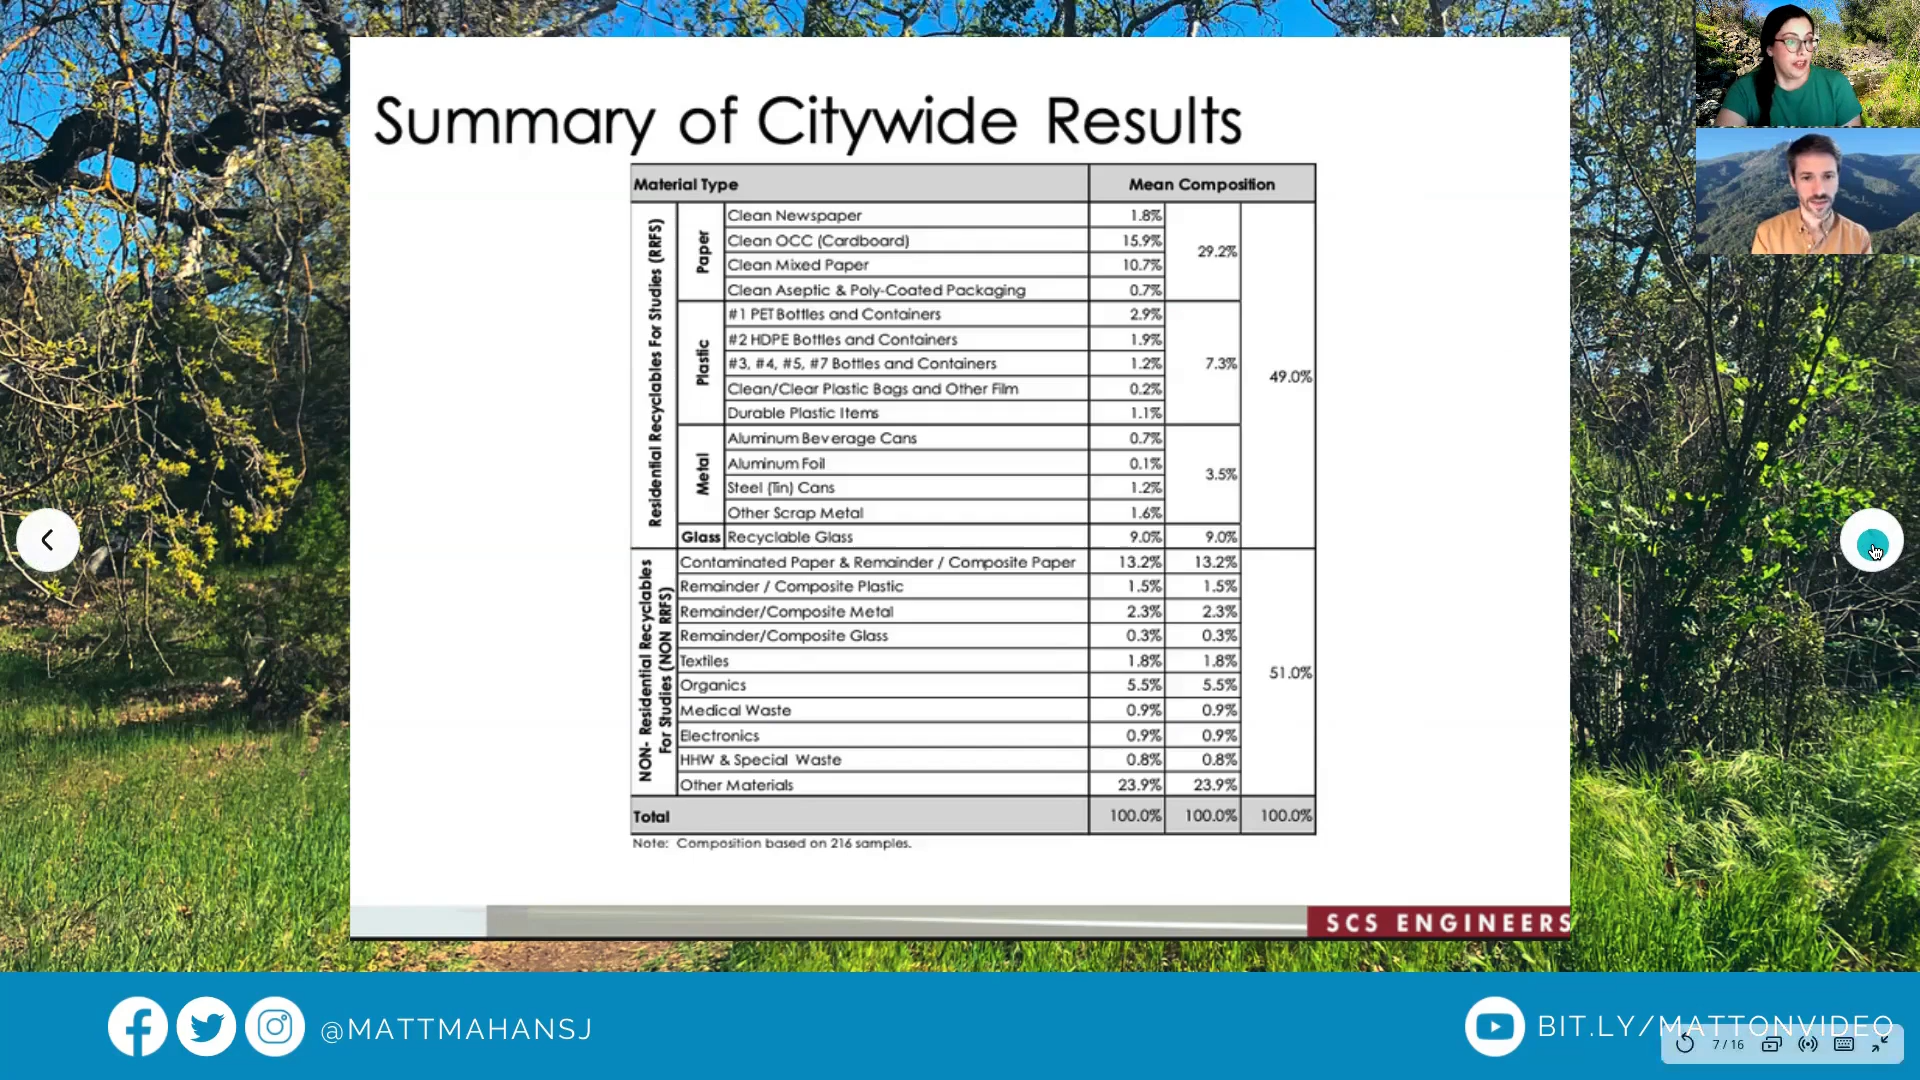 Summary of Citywide Results
Material Type Mean Composition
Residential Recyclables For Studies (RRFS)
Paper
Clean Newspaper 1.8%
Clean OCC (Cardboard) 15.9%
29.2%
Clean Mixed Paper 10.7%
Clean Aseptic & Poly-Coated Packaging 0.7%
Plastic
#1 PET Bottles and Containers 2.9%
#2 HDPE Bottles and Containers 1.9%
#3, #4, #5, #7 Bottles and Containers 1.2% 7.3%
49.0%
Clean/Clear Plastic Bags and Other Film 0.2%
Durable Plastic Items 1.1%
Metal
Aluminum Beverage Cans 0.7%
Aluminum Foil 0.1%
3.5%
Steel (Tin) Cans 1.2%
Other Scrap Metal 1.6%
Glass Recyclable Glass 9.0% 9.0%
NON- Residential Recyclables
For Studies (NON RRFS)
Contaminated Paper & Remainder / Composite Paper 13.2% 13.2%
Remainder / Composite Plastic 1.5% 1.5%
Remainder/Composite Metal 2.3% 2.3%
Remainder/Composite Glass 0.3% 0.3%
Textiles 1.8% 1.8%
51.0%
Organics 5.5% 5.5%
Medical Waste 0.9% 0.9%
Electronics 0.9% 0.9%
HHW & Special Waste 0.8% 0.8%
Other Materials 23.9% 23.9%
Total 100.0% 100.0% 100.0%
Note: Composition based on 216 samples.
SCS ENGINEERS
@MATTMAHANSJ
BIT.LY/MATTONVIDEO
7 / 16